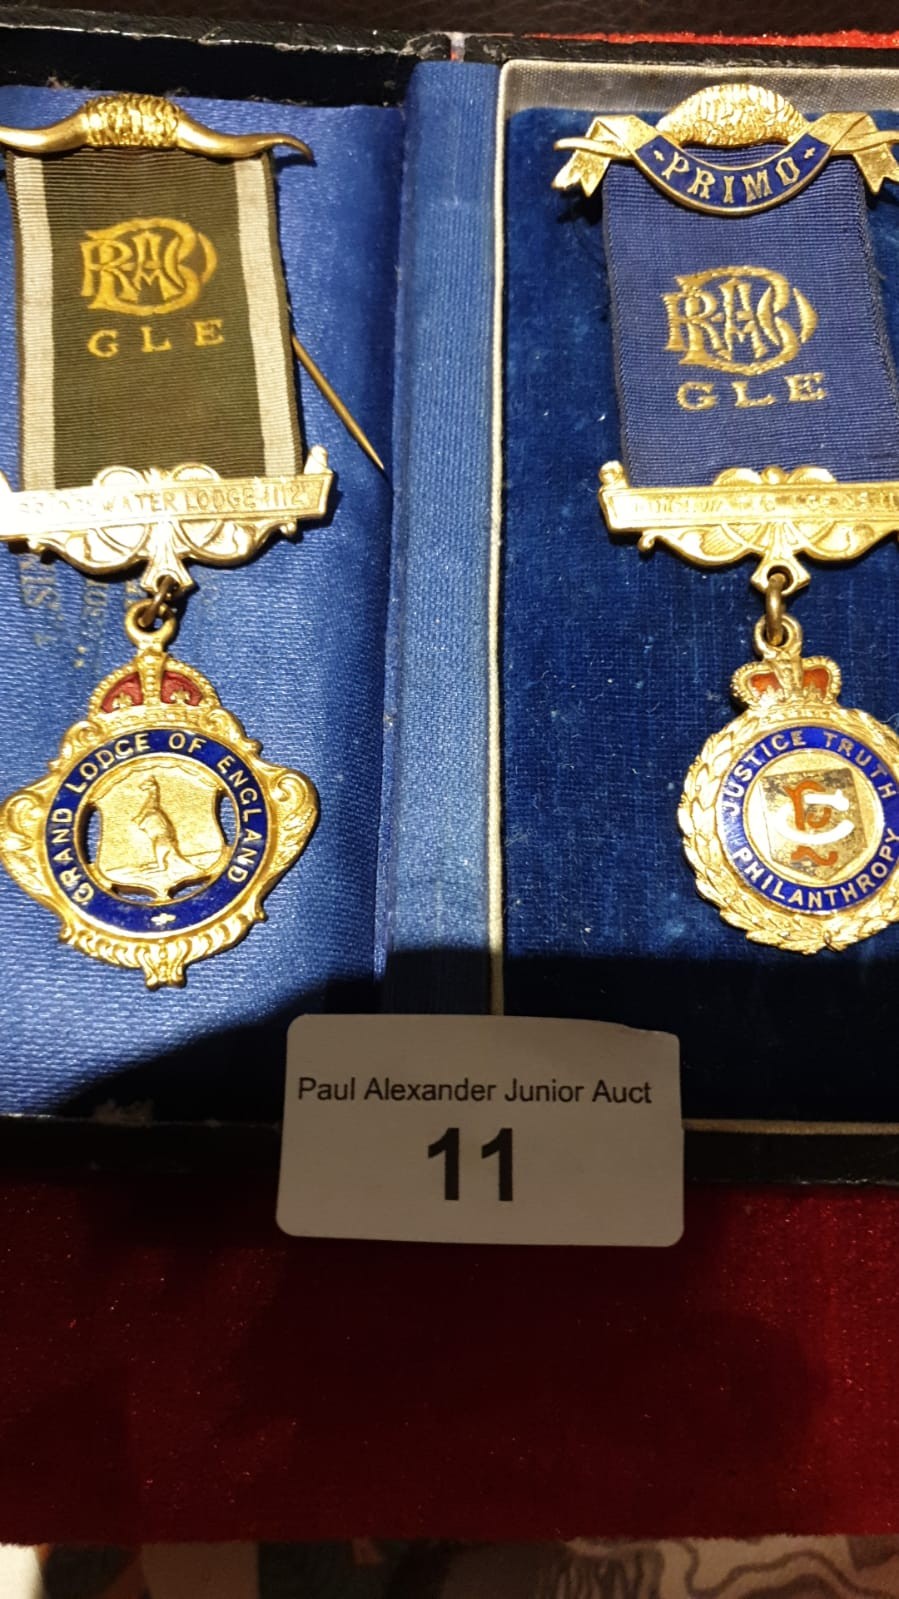 RAOB
GLE
WATER LODGE 112
GRAND LODGE OF ENGLAND
PRIMO
RAOB
GLE
JUSTICE TRUTH
PHILANTHROPY
Paul Alexander Junior Auct
11